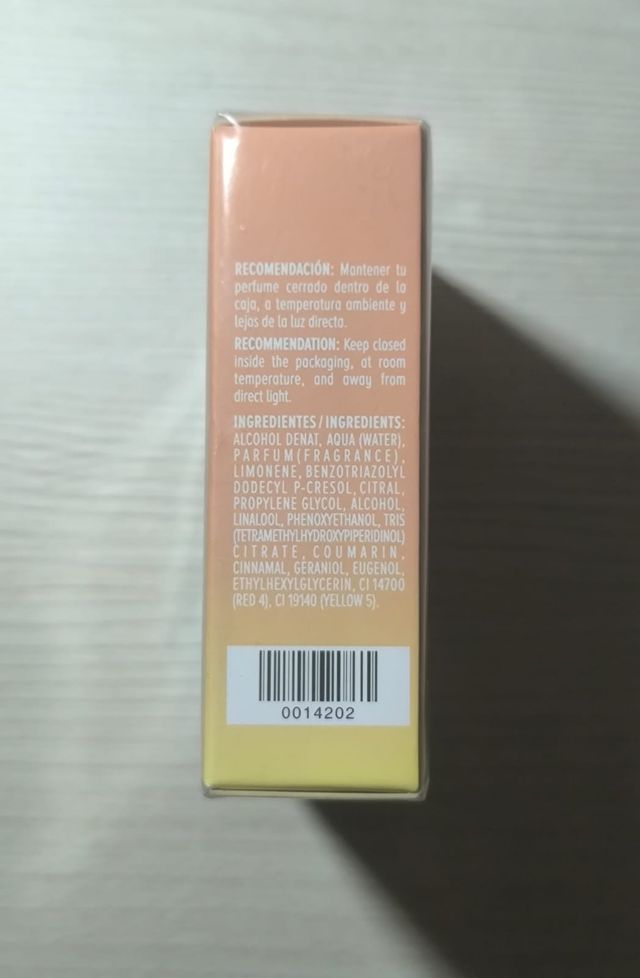 RECOMENDACIÓN: Mantener tu
perfume cerrado dentro de la
caja, a temperatura ambiente y
lejos de la luz directa.
RECOMMENDATION: Keep closed
inside the packaging, at room
temperature, and away from
direct light.
INGREDIENTES / INGREDIENTS:
ALCOHOL DENAT, AQUA (WATER),
PARFUM(FRAGRANCE),
LIMONENE, BENZOTRIAZOLYL
DODECYL P-CRESOL, CITRAL,
PROPYLENE GLYCOL, ALCOHOL,
LINALOOL, PHENOXYETHANOL, TRIS
(TETRAMETHYLHYDROXYPIPERIDINOL)
CITRATE, COUMARIN,
CINNAMAL, GERANIOL, EUGENOL,
ETHYLHEXYLGLYCERIN, CI 14700
(RED 4), CI 19140 (YELLOW 5).
0014202